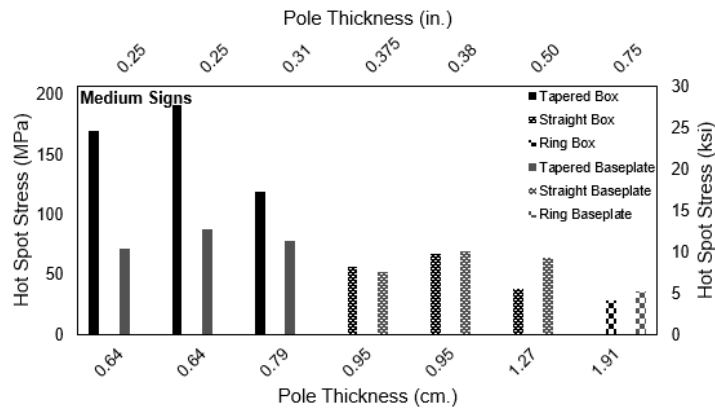 Pole Thickness (in.)
0.25 0.25 0.31 0.375 0.38 0.50 0.75
Medium Signs
Hot Spot Stress (MPa)
200
150
100
50
0
Tapered Box
Straight Box
Ring Box
Tapered Baseplate
Straight Baseplate
Ring Baseplate
30
25
20
15
10
5
0
Hot Spot Stress (ksi)
0.64 0.64 0.79 0.95 0.95 1.27 1.91
Pole Thickness (cm.)